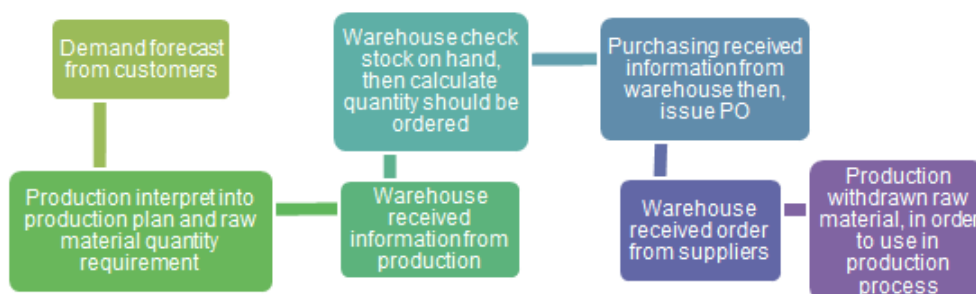 Demand forecast
from customers
Production interpret into
production plan and raw
material quantity
requirement
Warehouse
received
information from
production
Warehouse check
stock on hand,
then calculate
quantity should be
ordered
Purchasing received
information from
warehouse then,
issue PO
Warehouse
received order
from suppliers
Production
withdrawn raw
material, in order
to use in
production
process